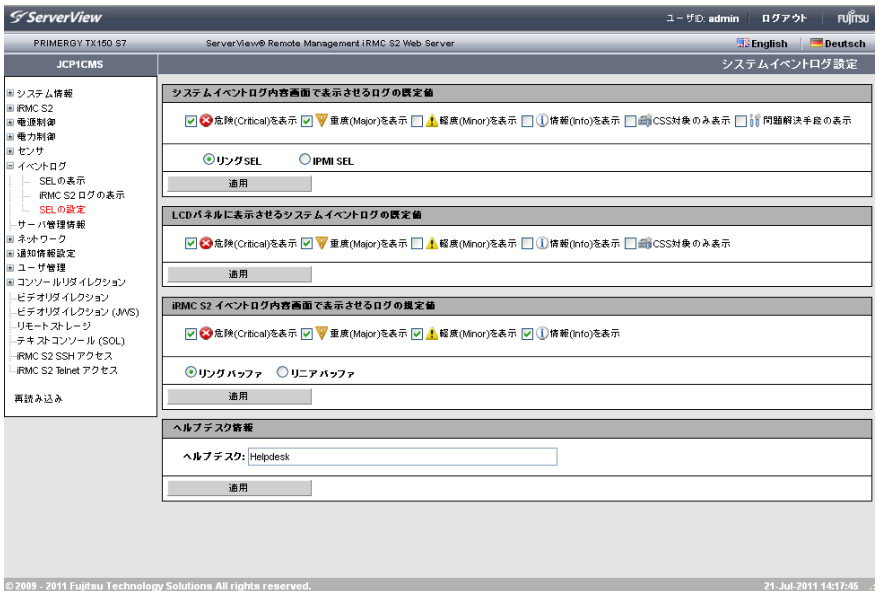 ServerView ユーザID: admin ログアウト FUJITSU
PRIMERGY TX150 S7 ServerView® Remote Management iRMC S2 Web Server English Deutsch
JCP1CMS システムイベントログ設定
システム情報
iRMC S2
電源制御
電力制御
センサ
イベントログ
SELの表示
iRMC S2 ログの表示
SELの設定
サーバ管理情報
ネットワーク
通知情報設定
ユーザ管理
コンソールリダイレクション
ビデオリダイレクション
ビデオリダイレクション (JWS)
リモートストレージ
テキストコンソール (SOL)
iRMC S2 SSH アクセス
iRMC S2 Telnet アクセス
再読み込み
システムイベントログ内容画面で表示させるログの既定値
危険(Critical)を表示 重度(Major)を表示 軽度(Minor)を表示 情報(Info)を表示 CSS対象のみ表示 問題解決手段の表示
リングSEL IPMI SEL
適用
LCDパネルに表示させるシステムイベントログの既定値
危険(Critical)を表示 重度(Major)を表示 軽度(Minor)を表示 情報(Info)を表示 CSS対象のみ表示
適用
iRMC S2 イベントログ内容画面で表示させるログの規定値
危険(Critical)を表示 重度(Major)を表示 軽度(Minor)を表示 情報(Info)を表示
リングバッファ リニアバッファ
適用
ヘルプデスク情報
ヘルプデスク: Helpdesk
適用
© 2009 - 2011 Fujitsu Technology Solutions All rights reserved. 21-Jul-2011 14:17:45